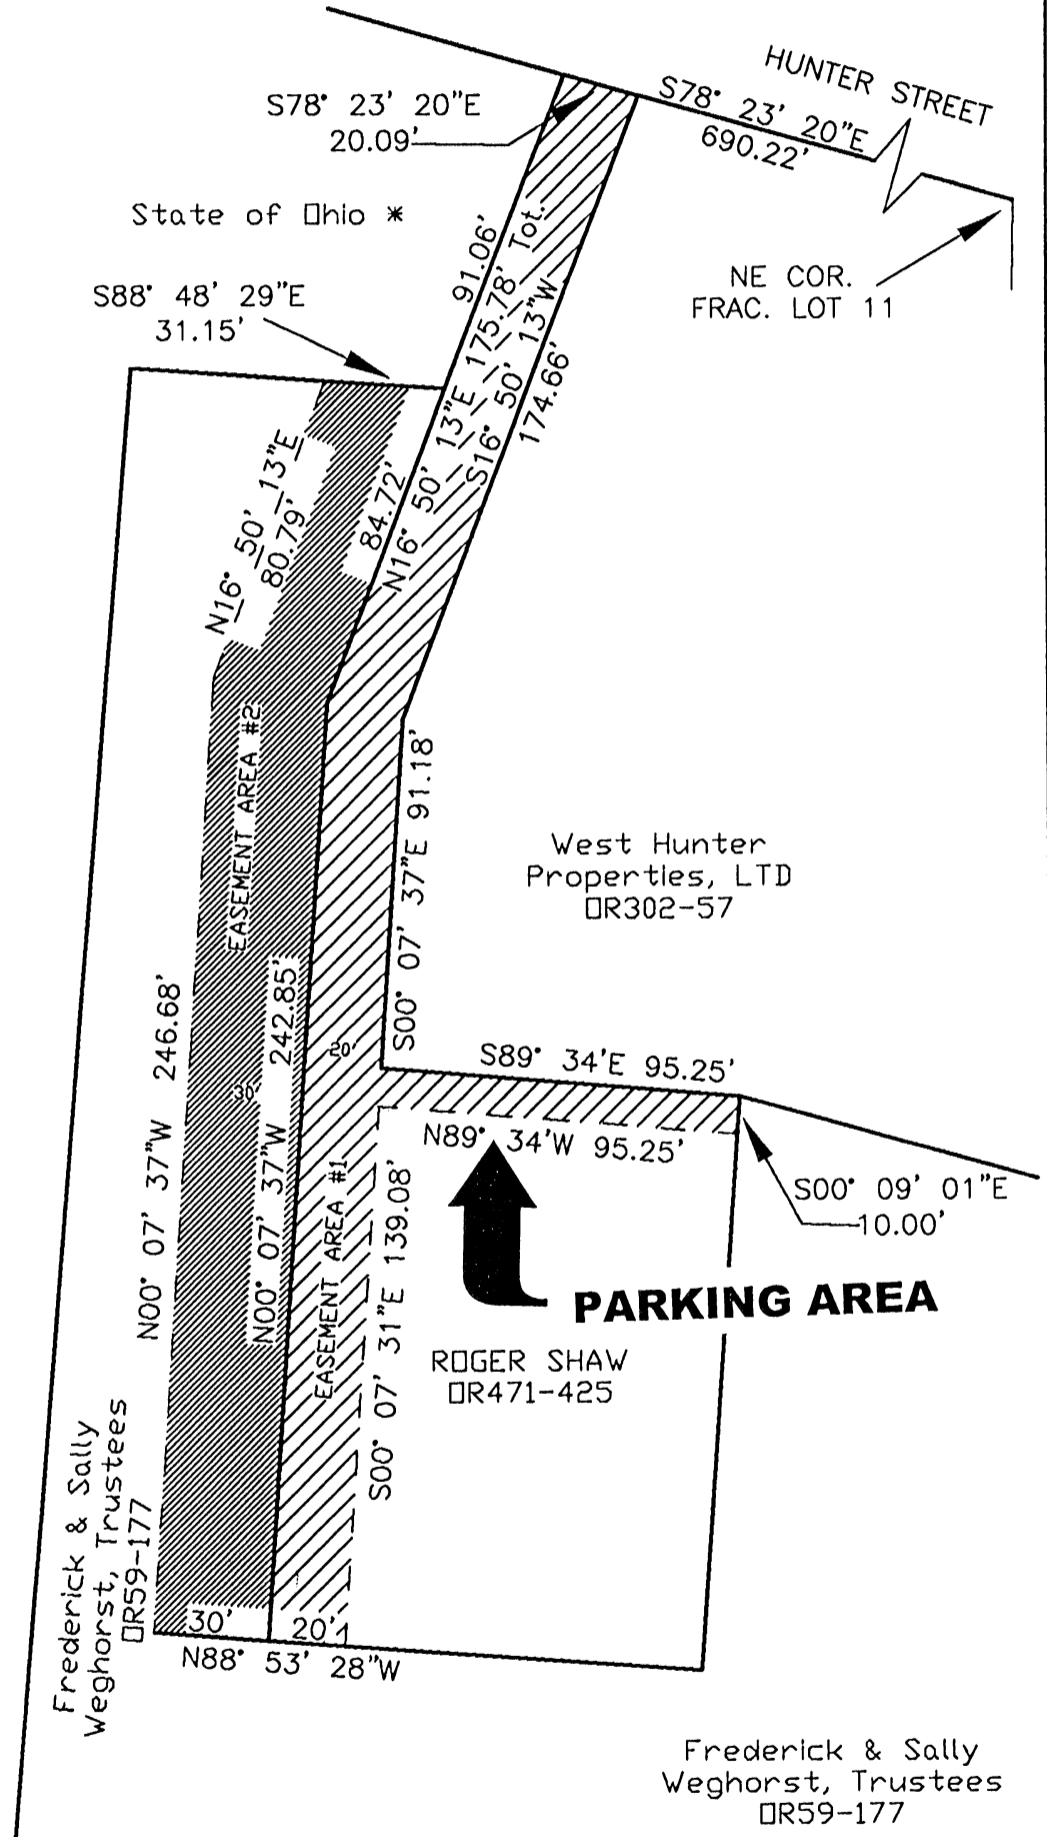 HUNTER STREET
S78° 23' 20"E
20.09'
S78° 23' 20"E
690.22'
State of Ohio *
NE COR.
FRAC. LOT 11
S88° 48' 29"E
31.15'
91.06'
N16° 50' 13"E 175.78' Tot.
S16° 50' 13"W
174.66'
84.72'
N16° 50' 13"E
80.79'
EASEMENT AREA #2
S00° 07' 37"E 91.18'
West Hunter
Properties, LTD
OR302-57
N00° 07' 37"W 246.68'
N00° 07' 37"W 242.85'
20'
30'
S89° 34'E 95.25'
N89° 34'W 95.25'
S00° 09' 01"E
10.00'
EASEMENT AREA #1
S00° 07' 31"E 139.08'
PARKING AREA
ROGER SHAW
OR471-425
Frederick & Sally
Weghorst, Trustees
OR59-177
30'
20'
N88° 53' 28"W
Frederick & Sally
Weghorst, Trustees
OR59-177